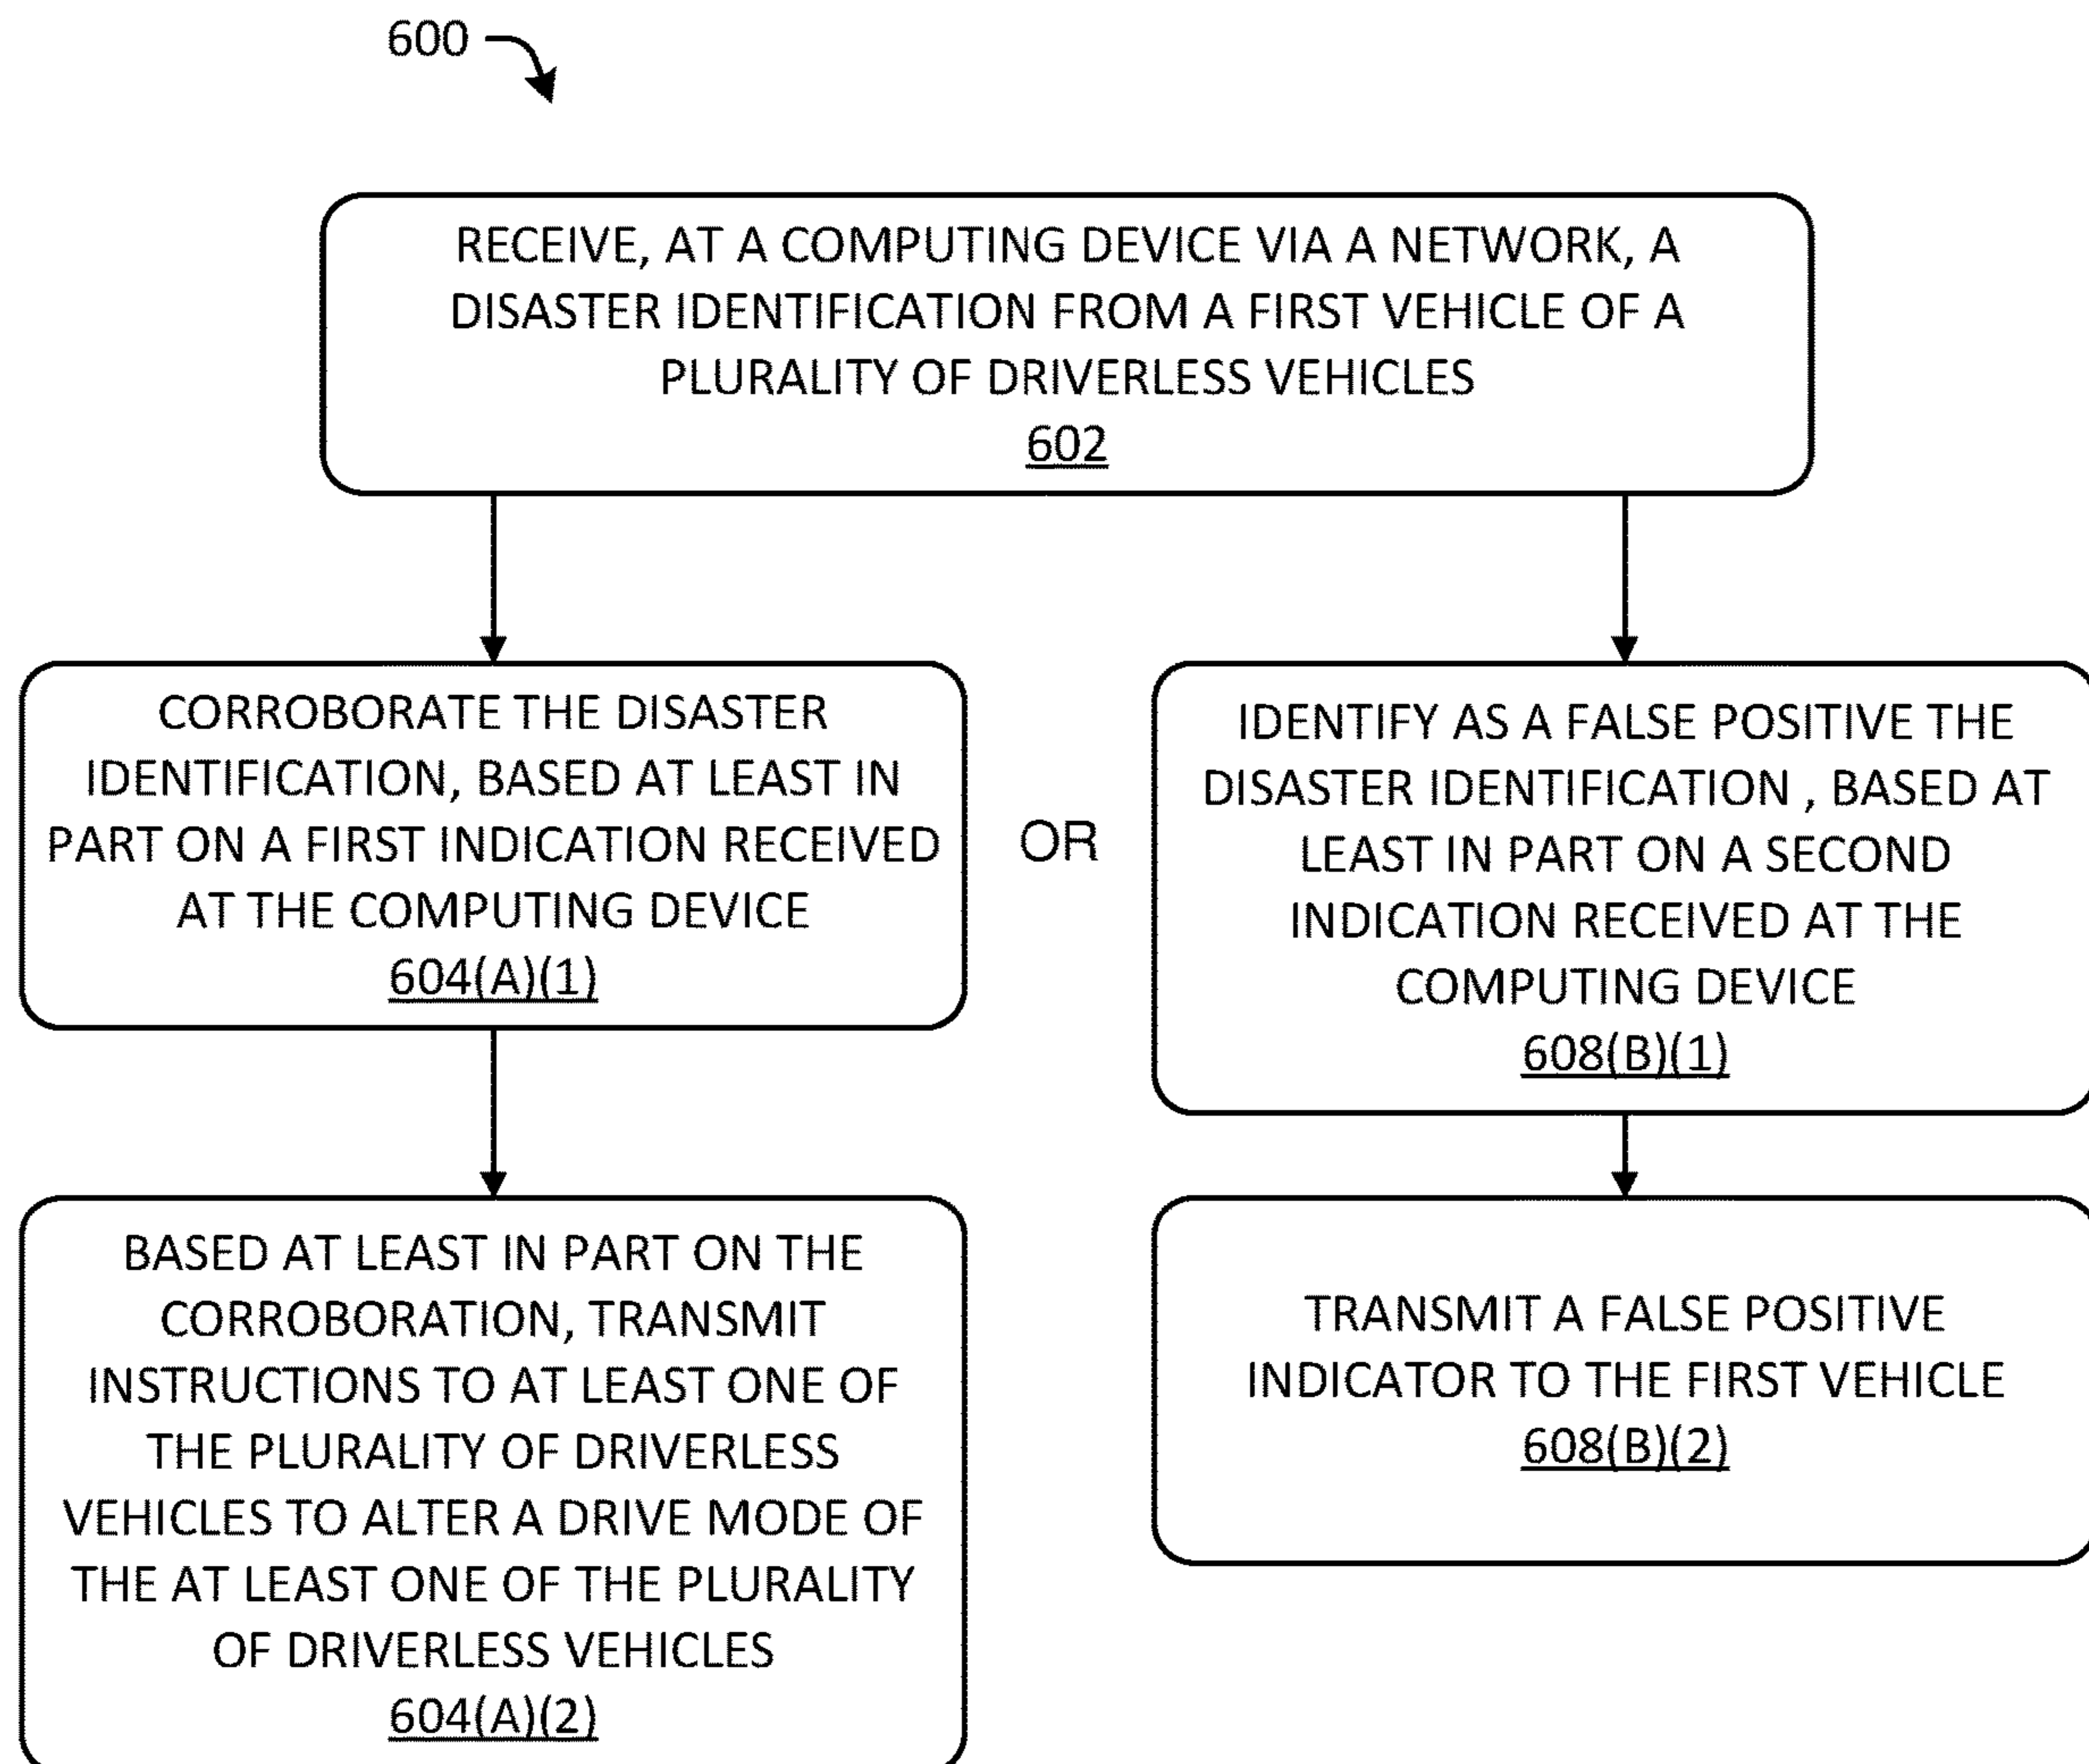 600
RECEIVE, AT A COMPUTING DEVICE VIA A NETWORK, A
DISASTER IDENTIFICATION FROM A FIRST VEHICLE OF A
PLURALITY OF DRIVERLESS VEHICLES
602
CORROBORATE THE DISASTER
IDENTIFICATION, BASED AT LEAST IN
PART ON A FIRST INDICATION RECEIVED
AT THE COMPUTING DEVICE
604(A)(1)
OR
IDENTIFY AS A FALSE POSITIVE THE
DISASTER IDENTIFICATION , BASED AT
LEAST IN PART ON A SECOND
INDICATION RECEIVED AT THE
COMPUTING DEVICE
608(B)(1)
BASED AT LEAST IN PART ON THE
CORROBORATION, TRANSMIT
INSTRUCTIONS TO AT LEAST ONE OF
THE PLURALITY OF DRIVERLESS
VEHICLES TO ALTER A DRIVE MODE OF
THE AT LEAST ONE OF THE PLURALITY
OF DRIVERLESS VEHICLES
604(A)(2)
TRANSMIT A FALSE POSITIVE
INDICATOR TO THE FIRST VEHICLE
608(B)(2)